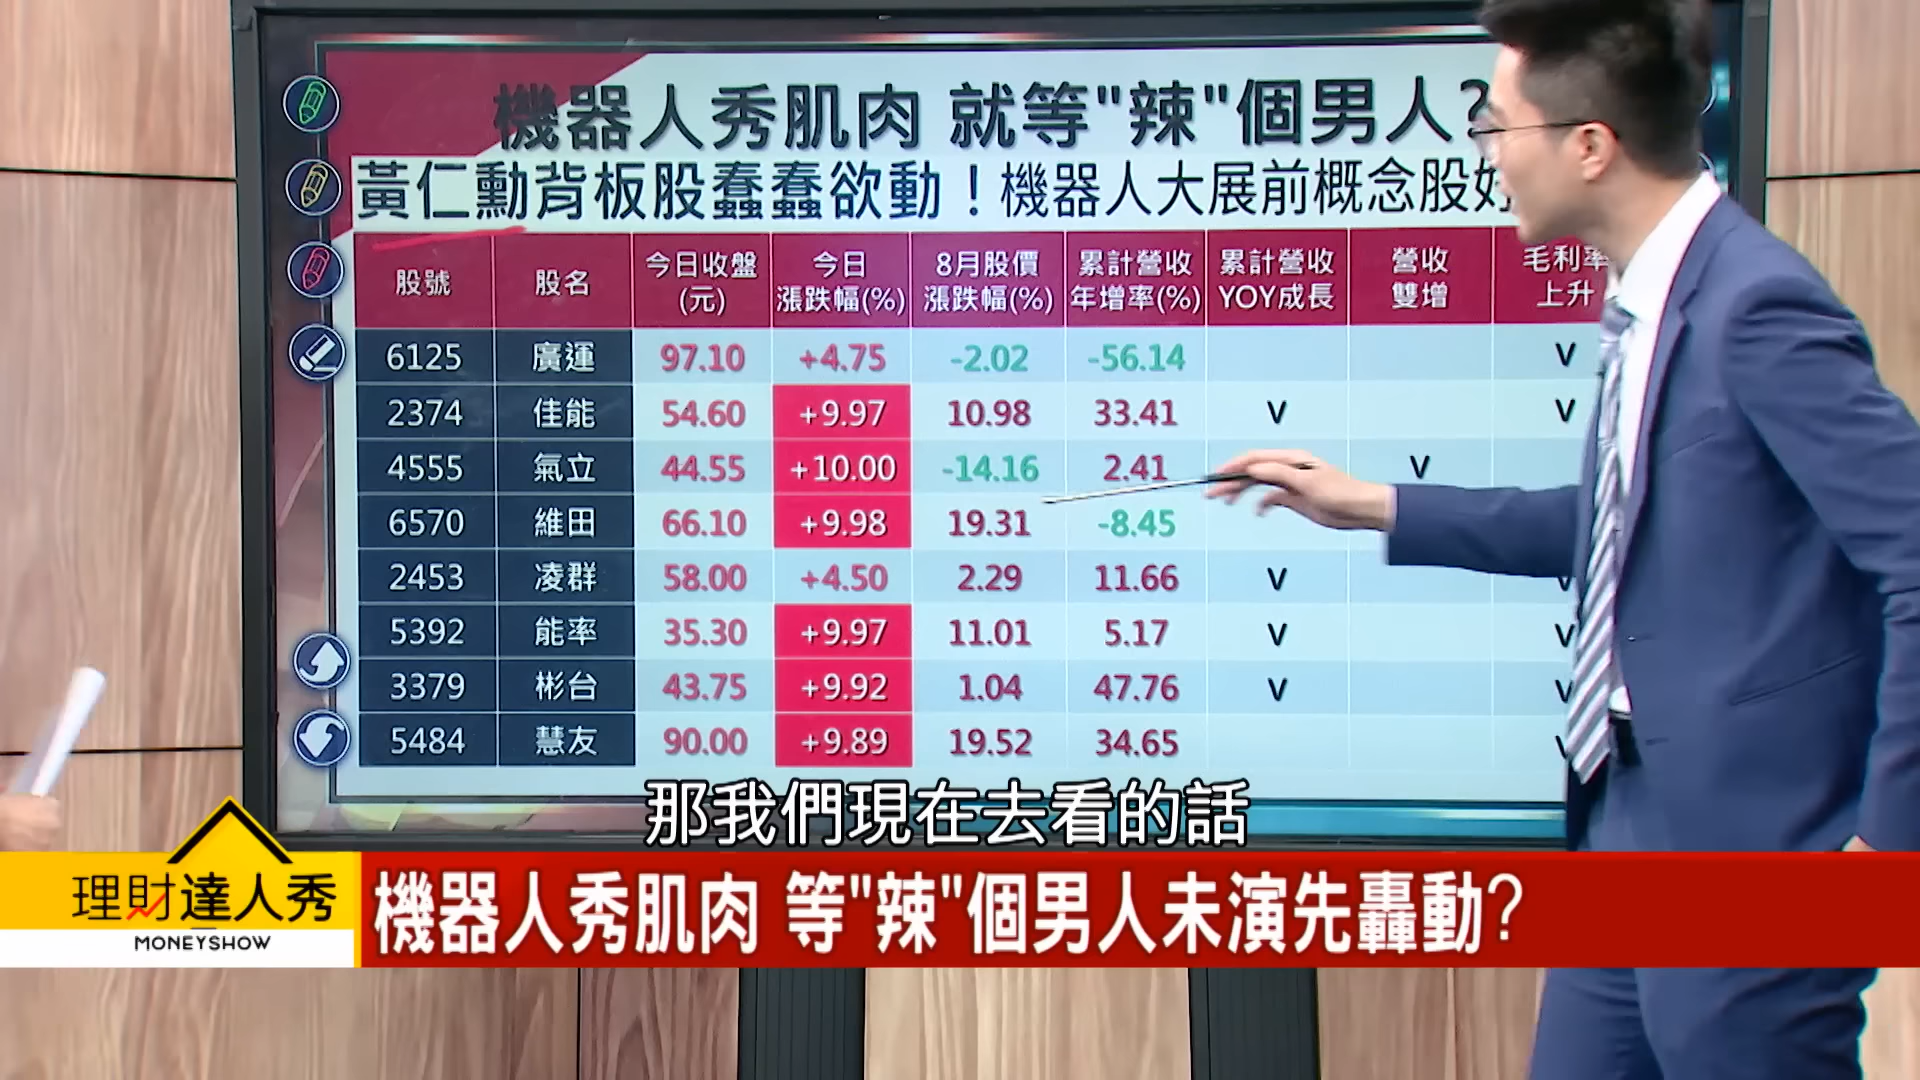 機器人秀肌肉 就等"辣"個男人?
黃仁勳背板股蠢蠢欲動!機器人大展前概念股好
股號 股名 今日收盤(元) 今日漲跌幅(%) 8月股價漲跌幅(%) 累計營收年增率(%) 累計營收YOY成長 營收雙增 毛利率上升
6125 廣運 97.10 +4.75 -2.02 -56.14 V
2374 佳能 54.60 +9.97 10.98 33.41 V V
4555 氣立 44.55 +10.00 -14.16 2.41 V
6570 維田 66.10 +9.98 19.31 -8.45
2453 凌群 58.00 +4.50 2.29 11.66 V V
5392 能率 35.30 +9.97 11.01 5.17 V V
3379 彬台 43.75 +9.92 1.04 47.76 V V
5484 慧友 90.00 +9.89 19.52 34.65 V
那我們現在去看的話
理財達人秀
MONEYSHOW
機器人秀肌肉 等"辣"個男人未演先轟動?